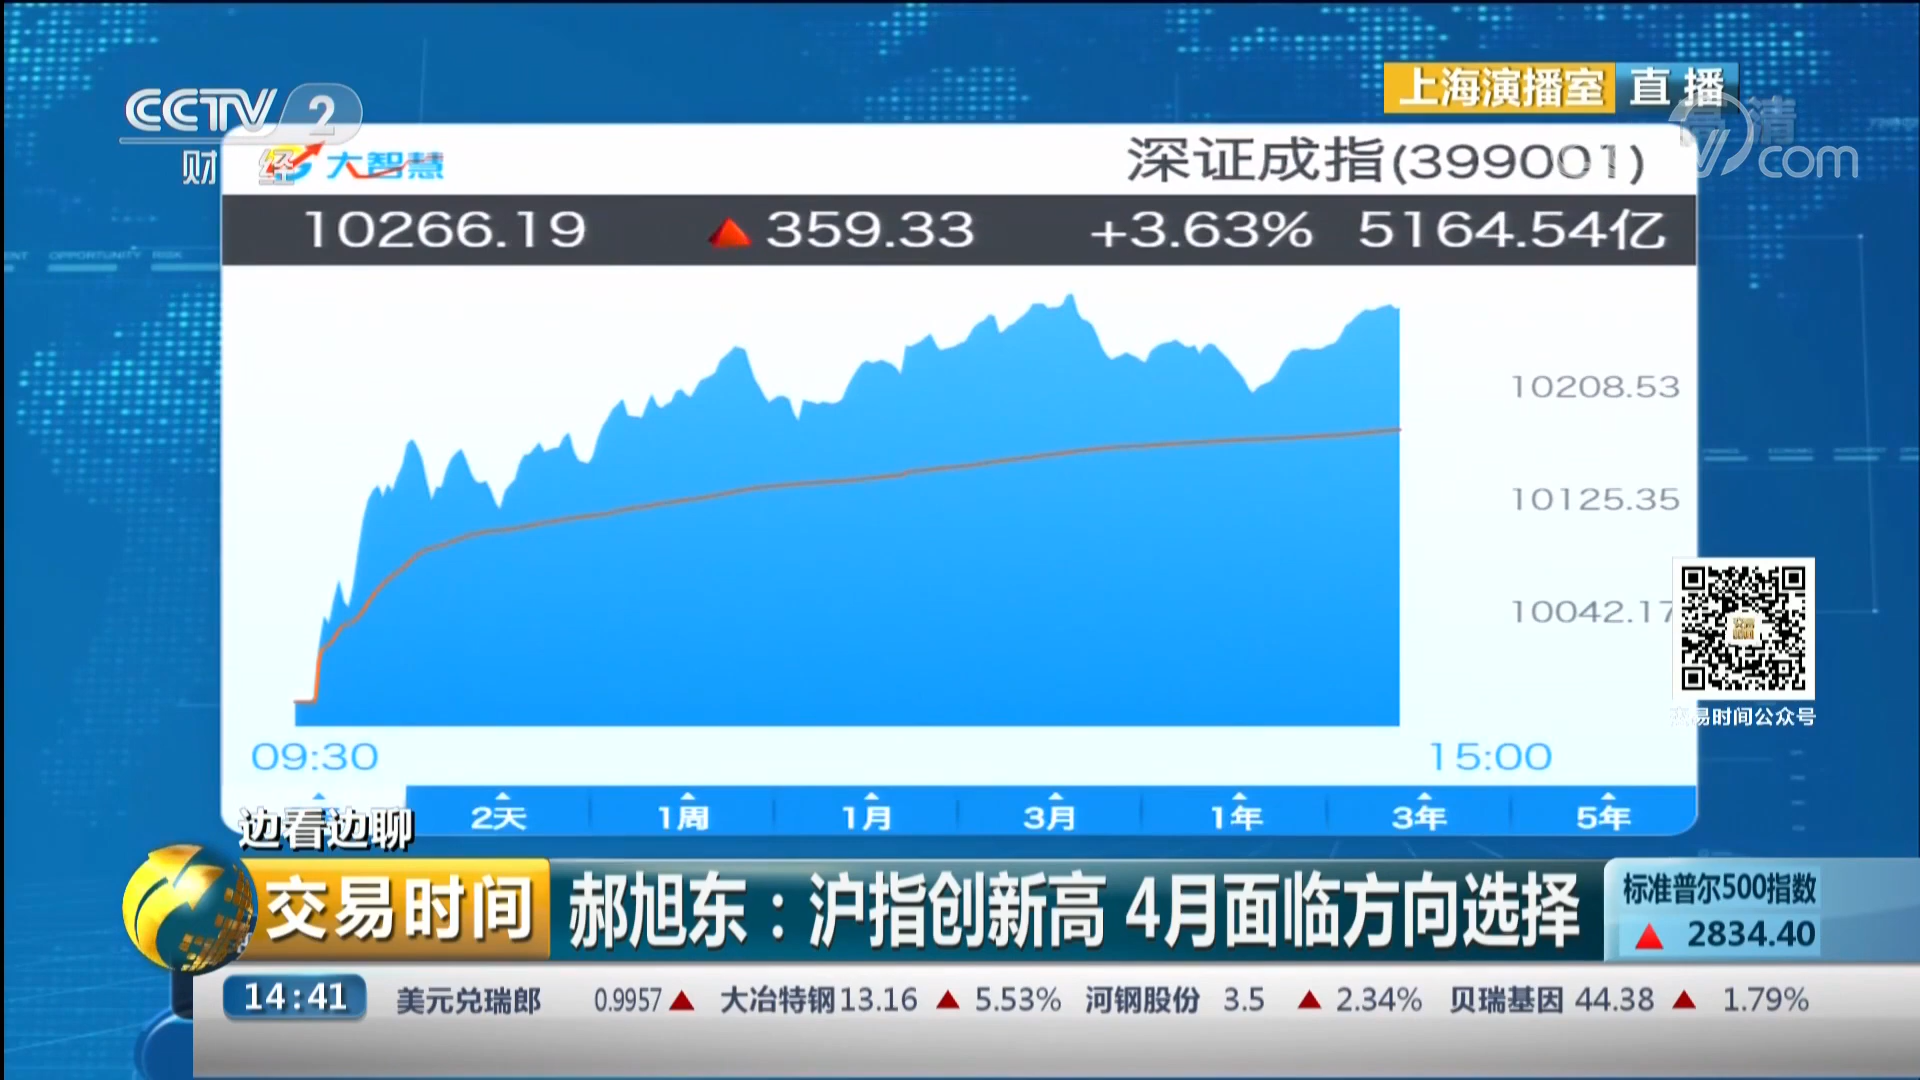 CCTV 2
财 经
上海演播室 直播
高清
com
大智慧
深证成指(399001)
10266.19 ▲ 359.33 +3.63% 5164.54亿
10208.53
10125.35
10042.17
09:30 15:00
2天 1周 1月 3月 1年 3年 5年
交易时间公众号
边看边聊
交易时间
郝旭东：沪指创新高 4月面临方向选择
标准普尔500指数
▲ 2834.40
14:41 美元兑瑞郎 0.9957 ▲ 大冶特钢 13.16 ▲ 5.53% 河钢股份 3.5 ▲ 2.34% 贝瑞基因 44.38 ▲ 1.79%
OPPORTUNITY RISK